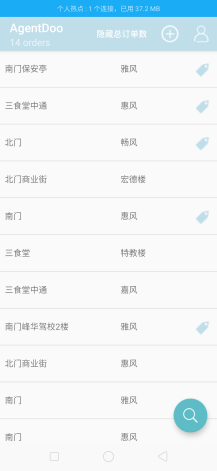 个人热点：1 个连接，已用 37.2 MB
AgentDoo 隐藏总订单数
14 orders
南门保安亭 雅风
三食堂中通 惠风
北门 畅风
北门商业街 宏德楼
南门 惠风
三食堂 特教楼
三食堂中通 嘉风
南门峰华驾校2楼 雅风
北门商业街 惠风
南门 雅风
南门 惠风